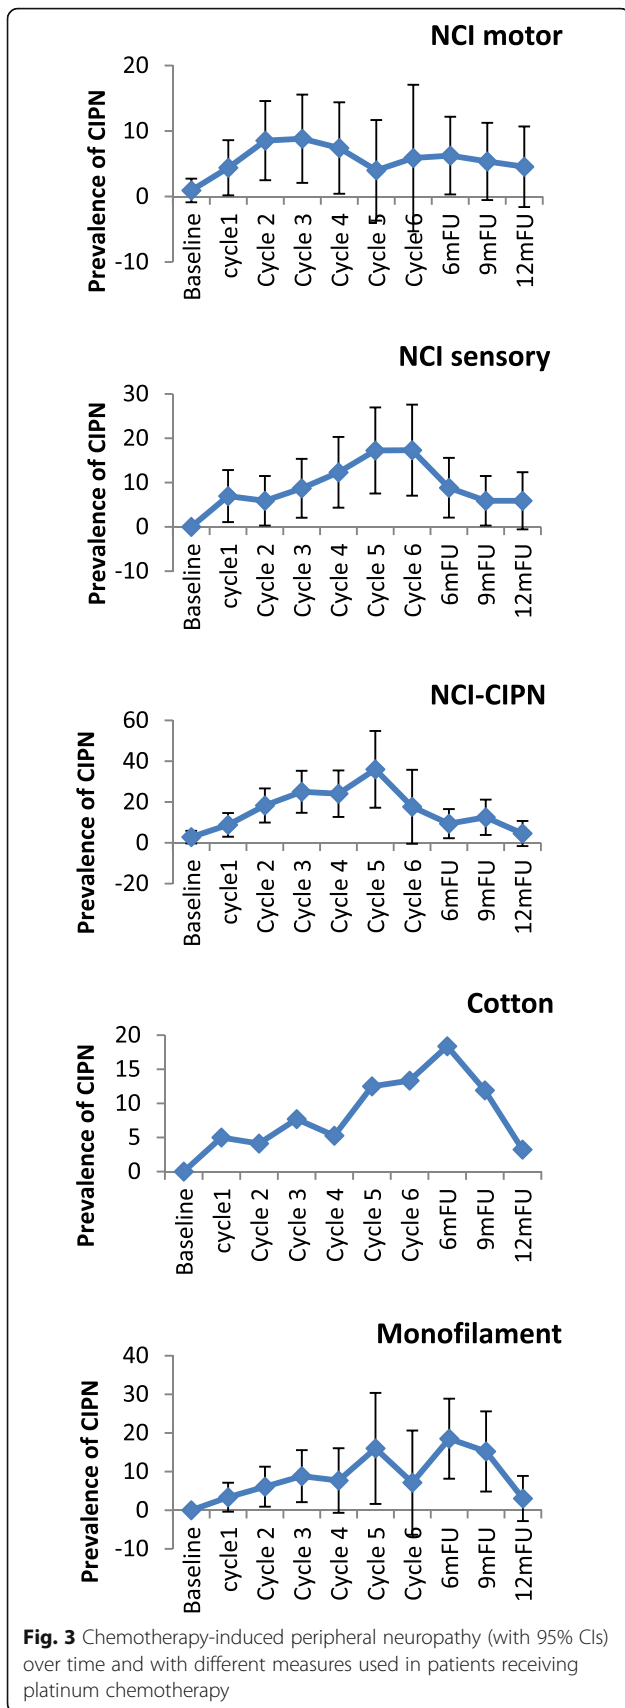 NCI motor
Prevalence of CIPN
20
10
0
-10
Baseline
cycle1
Cycle 2
Cycle 3
Cycle 4
Cycle 5
Cycle 6
6mFU
9mFU
12mFU
NCI sensory
Prevalence of CIPN
30
20
10
0
-10
Baseline
cycle1
Cycle 2
Cycle 3
Cycle 4
Cycle 5
Cycle 6
6mFU
9mFU
12mFU
NCI-CIPN
Prevalence of CIPN
60
40
20
0
-20
Baseline
cycle1
Cycle 2
Cycle 3
Cycle 4
Cycle 5
Cycle 6
6mFU
9mFU
12mFU
Cotton
Prevalence of CIPN
20
15
10
5
0
Baseline
cycle1
Cycle 2
Cycle 3
Cycle 4
Cycle 5
Cycle 6
6mFU
9mFU
12mFU
Monofilament
Prevalence of CIPN
40
30
20
10
0
-10
Baseline
cycle1
Cycle 2
Cycle 3
Cycle 4
Cycle 5
Cycle 6
6mFU
9mFU
12mFU
Fig. 3 Chemotherapy-induced peripheral neuropathy (with 95% CIs)
over time and with different measures used in patients receiving
platinum chemotherapy